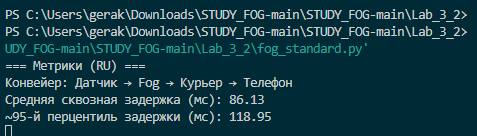 PS C:\Users\gerak\Downloads\STUDY_FOG-main\STUDY_FOG-main\Lab_3_2>
PS C:\Users\gerak\Downloads\STUDY_FOG-main\STUDY_FOG-main\Lab_3_2>
UDY_FOG-main\STUDY_FOG-main\Lab_3_2\fog_standard.py'
=== Метрики (RU) ===
Конвейер: Датчик → Fog → Курьер → Телефон
Средняя сквозная задержка (мс): 86.13
~95-й перцентиль задержки (мс): 118.95